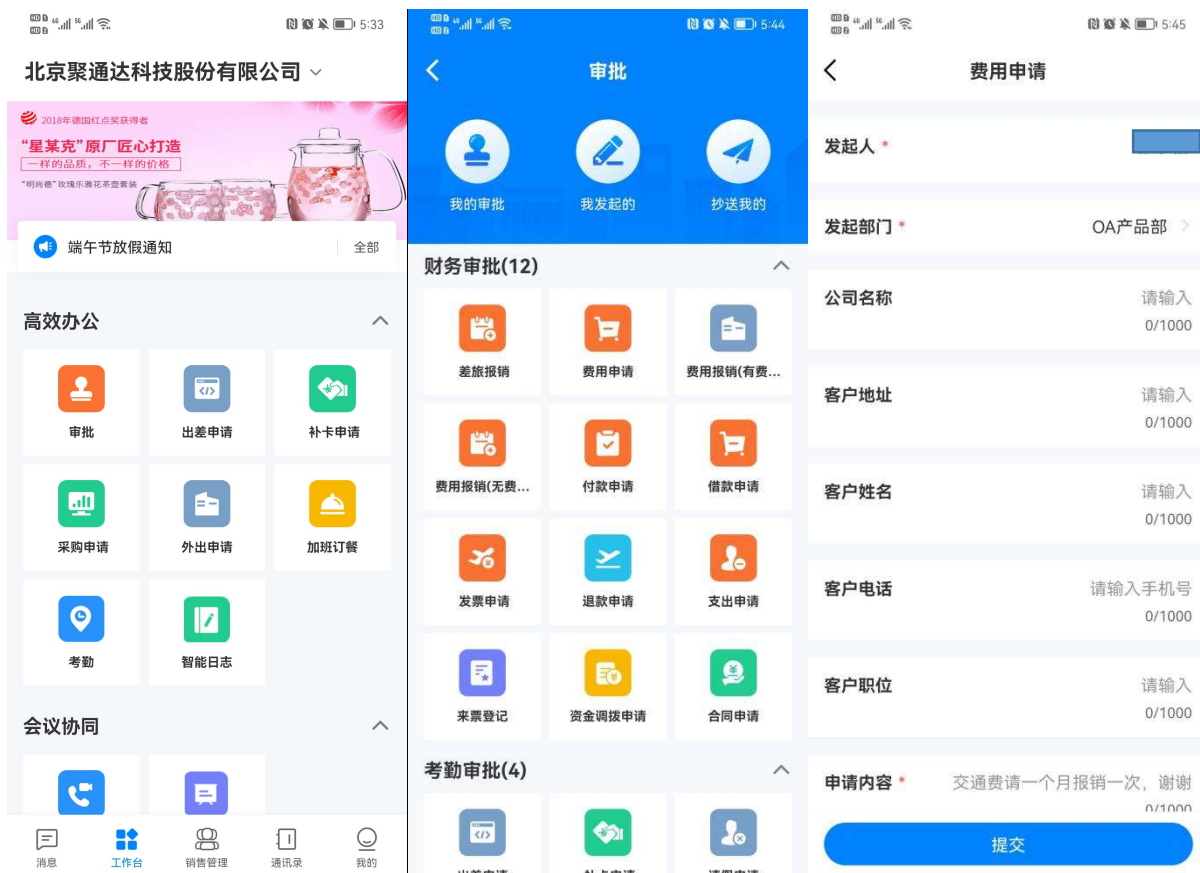 5:33
北京聚通达科技股份有限公司
2018年德国红点奖获得者
“星某克”原厂匠心打造
一样的品质，不一样的价格
“明尚德”玫瑰乐雅花茶壶套装
端午节放假通知 全部
高效办公
审批 出差申请 补卡申请
采购申请 外出申请 加班订餐
考勤 智能日志
会议协同
消息 工作台 销售管理 通讯录 我的
5:44
审批
我的审批 我发起的 抄送我的
财务审批(12)
差旅报销 费用申请 费用报销(有费...
费用报销(无费... 付款申请 借款申请
发票申请 退款申请 支出申请
来票登记 资金调拨申请 合同申请
考勤审批(4)
5:45
费用申请
发起人 *
发起部门 * OA产品部
公司名称 请输入
0/1000
客户地址 请输入
0/1000
客户姓名 请输入
0/1000
客户电话 请输入手机号
0/1000
客户职位 请输入
0/1000
申请内容 * 交通费请一个月报销一次，谢谢
0/1000
提交